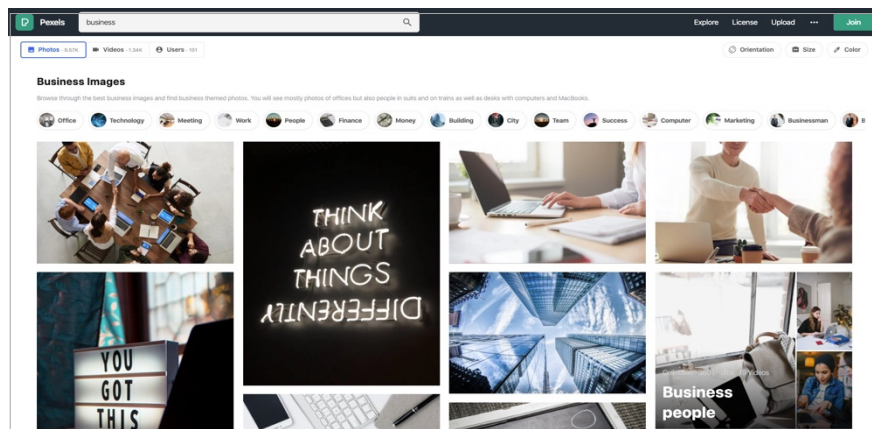 Pexels
business
Explore License Upload ... Join
Photos Videos Users
Orientation Size Color
Business Images
Browse through the best business images and find business themed photos. You will see mostly photos of offices but also people in suits and on trains as well as desks with computers and MacBooks.
Office Technology Meeting Work People Finance Money Building City Team Success Computer Marketing Businessman B
THINK
ABOUT
THINGS
DIFFERENTLY
YOU
GOT
THIS
Business
people